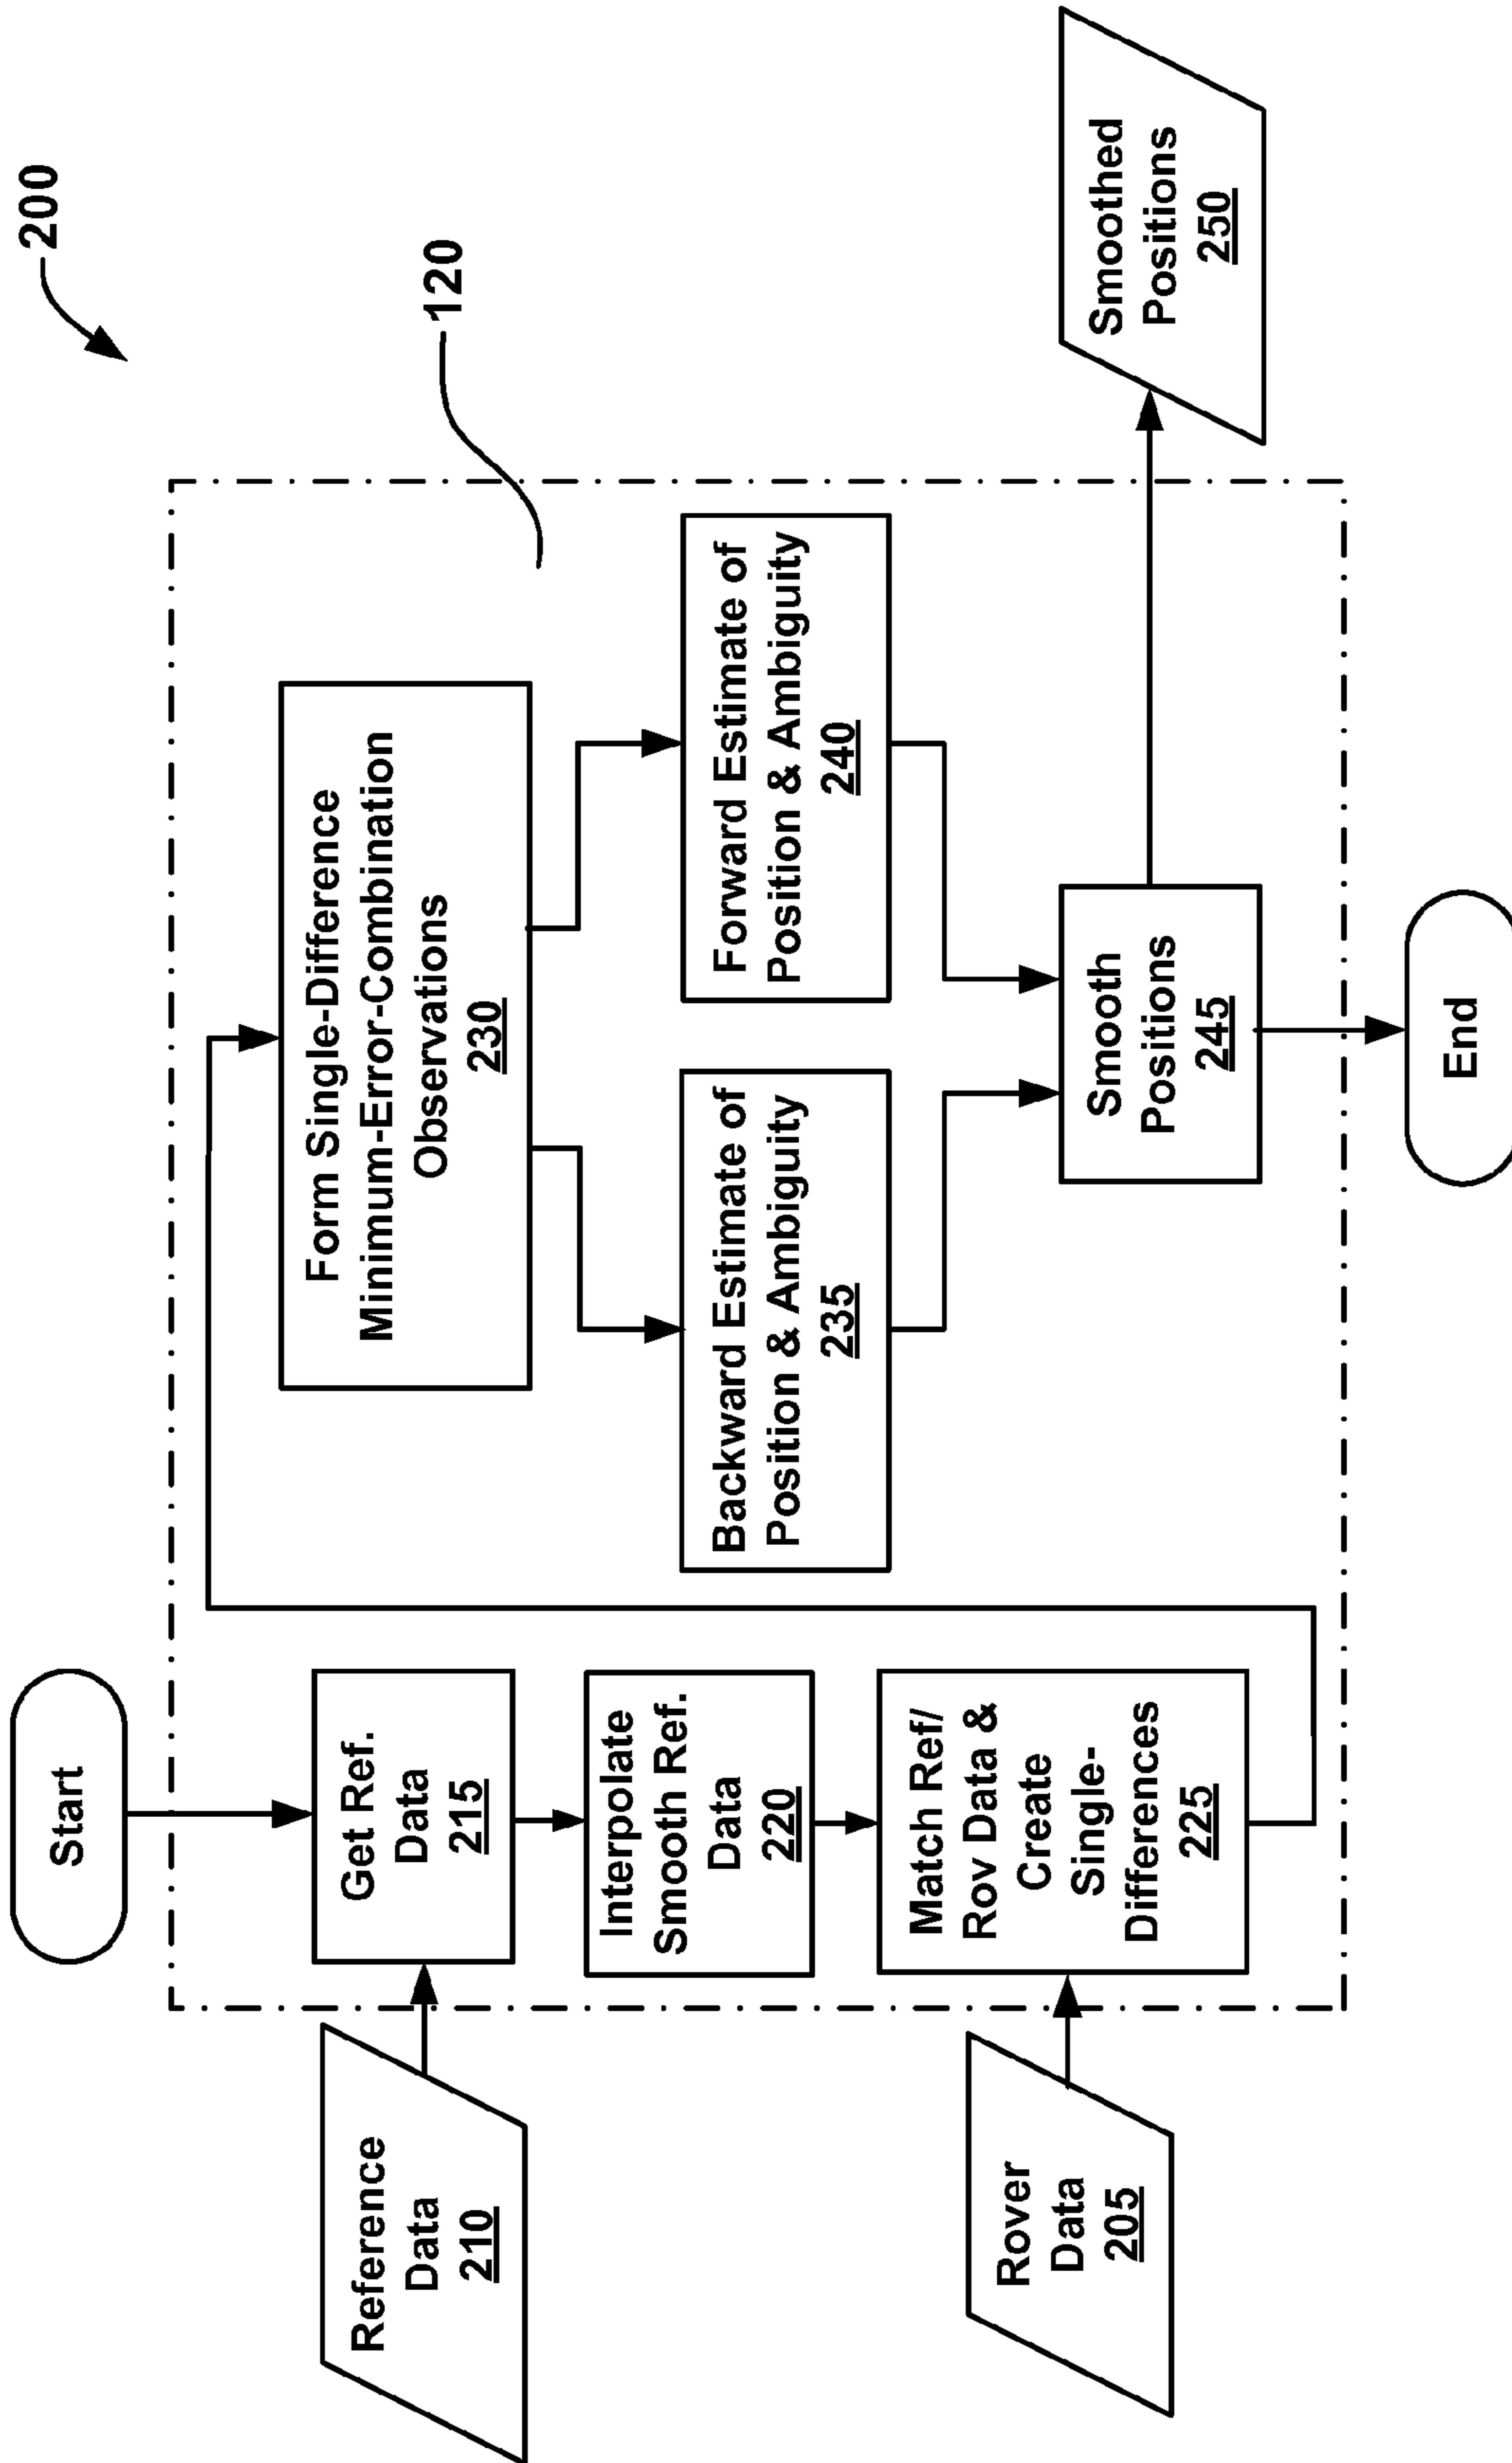 200
120
Start
Reference
Data
210
Get Ref.
Data
215
Interpolate
Smooth Ref.
Data
220
Rover
Data
205
Match Ref/
Rov Data &
Create
Single-
Differences
225
Form Single-Difference
Minimum-Error-Combination
Observations
230
Backward Estimate of
Position & Ambiguity
235
Forward Estimate of
Position & Ambiguity
240
Smooth
Positions
245
Smoothed
Positions
250
End